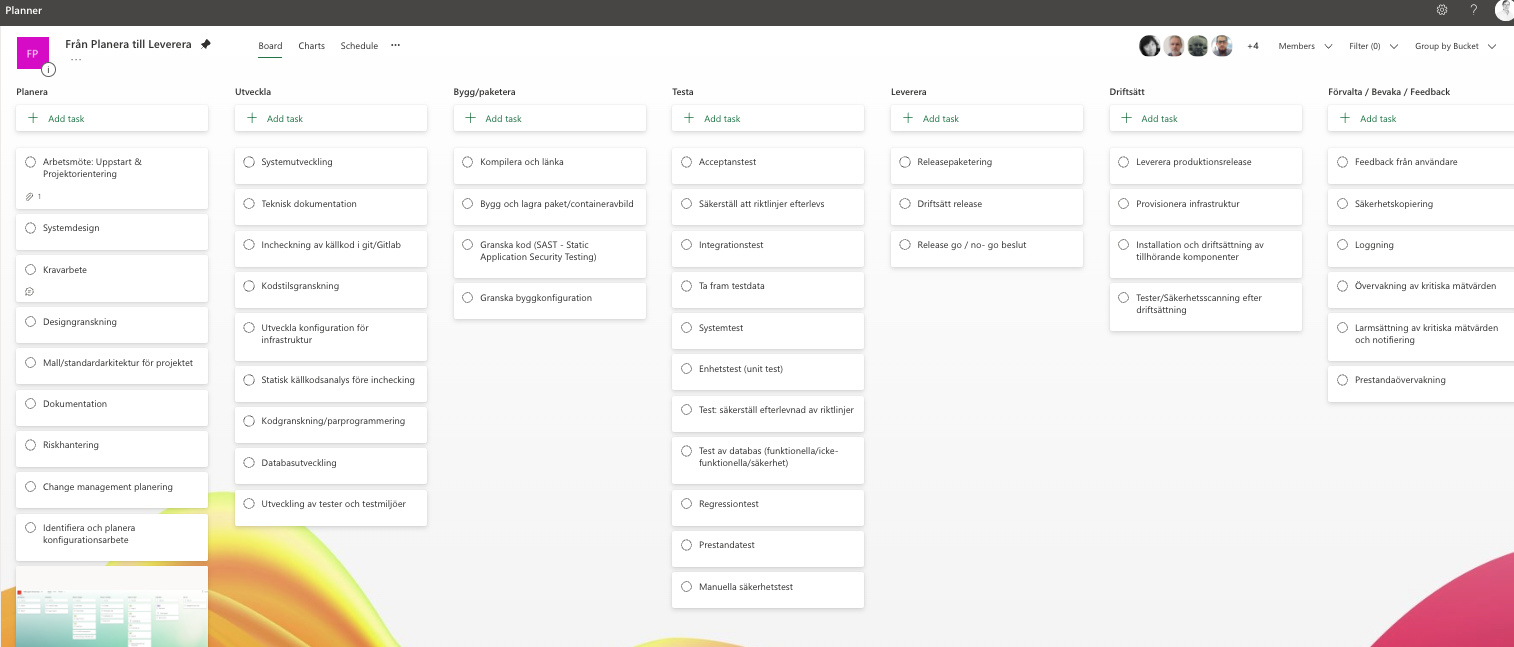 Planner
?
FP
i
Från Planera till Leverera
...
Board
Charts
Schedule
...
+4
Members
Filter (0)
Group by Bucket
Planera
Add task
Arbetsmöte: Uppstart &
Projektorientering
1
Systemdesign
Kravarbete
Designgranskning
Mall/standardarkitektur för projektet
Dokumentation
Riskhantering
Change management planering
Identifiera och planera
konfigurationsarbete
Utveckla
Add task
Systemutveckling
Teknisk dokumentation
Incheckning av källkod i git/Gitlab
Kodstilsgranskning
Utveckla konfiguration för
infrastruktur
Statisk källkodsanalys före inchecking
Kodgranskning/parprogrammering
Databasutveckling
Utveckling av tester och testmiljöer
Bygg/paketera
Add task
Kompilera och länka
Bygg och lagra paket/containeravbild
Granska kod (SAST - Static
Application Security Testing)
Granska byggkonfiguration
Testa
Add task
Acceptanstest
Säkerställ att riktlinjer efterlevs
Integrationstest
Ta fram testdata
Systemtest
Enhetstest (unit test)
Test: säkerställ efterlevnad av riktlinjer
Test av databas (funktionella/icke-
funktionella/säkerhet)
Regressiontest
Prestandatest
Manuella säkerhetstest
Leverera
Add task
Releasepaketering
Driftsätt release
Release go / no- go beslut
Driftsätt
Add task
Leverera produktionsrelease
Provisionera infrastruktur
Installation och driftsättning av
tillhörande komponenter
Tester/Säkerhetsscanning efter
driftsättning
Förvalta / Bevaka / Feedback
Add task
Feedback från användare
Säkerhetskopiering
Loggning
Övervakning av kritiska mätvärden
Larmsättning av kritiska mätvärden
och notifiering
Prestandaövervakning